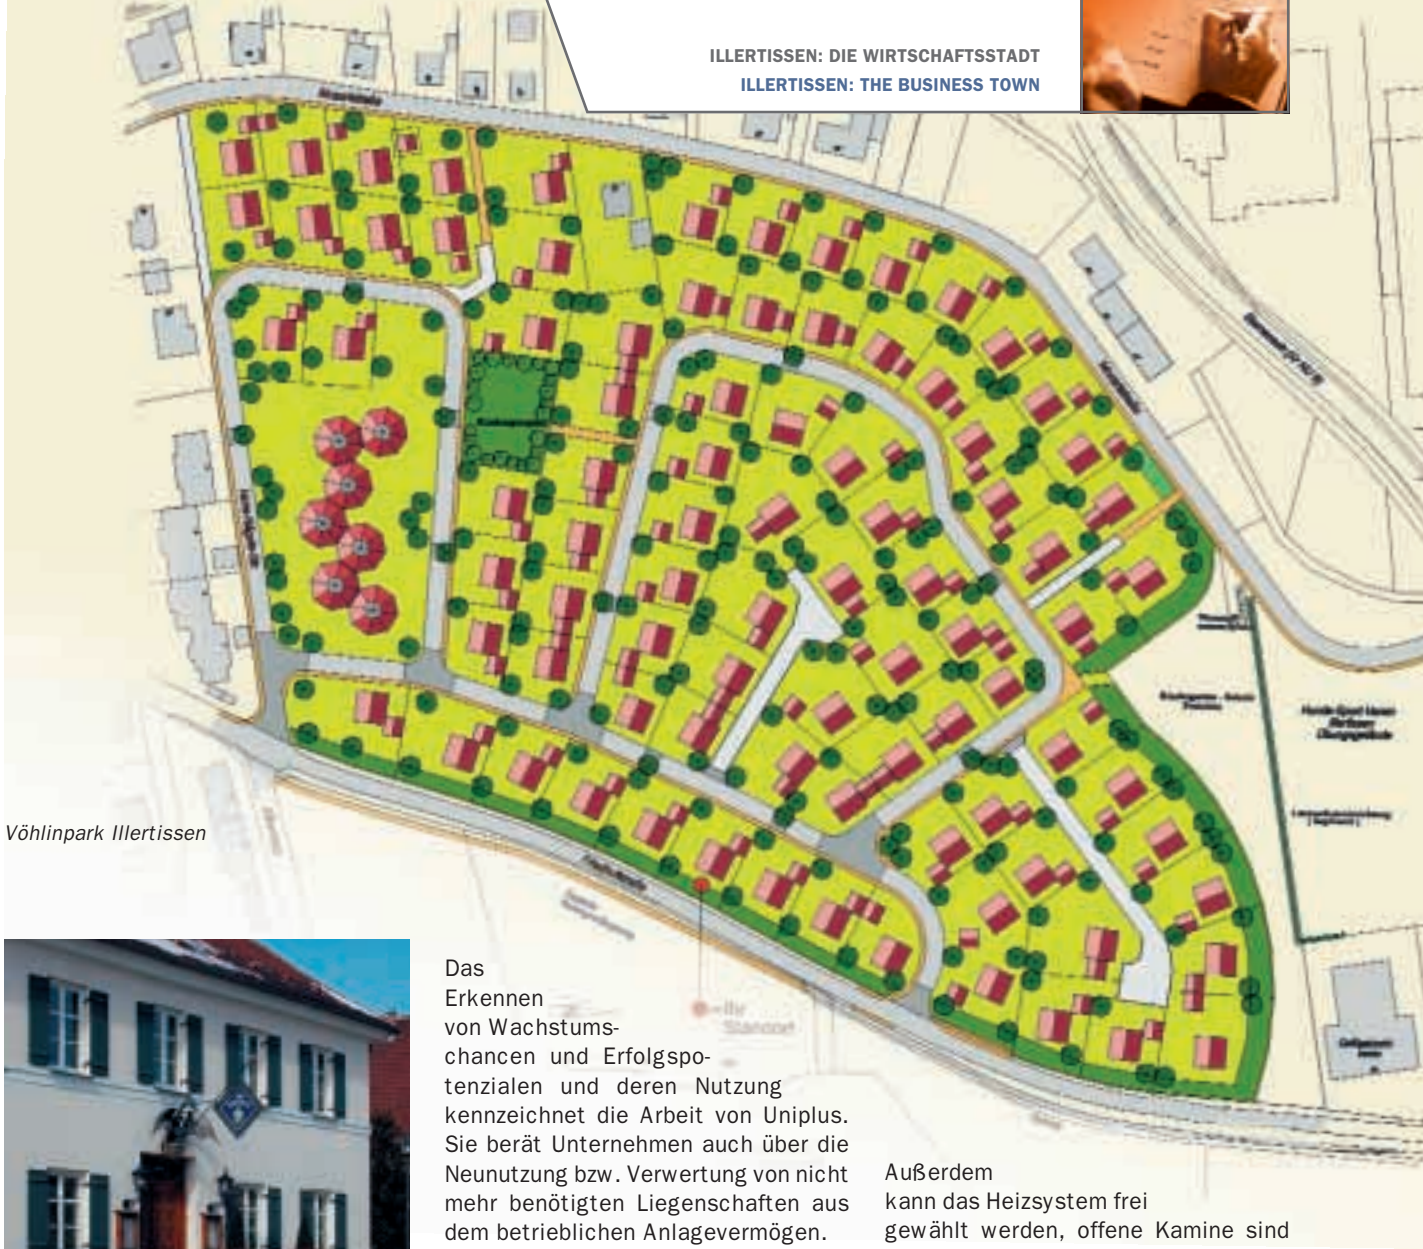 ILLERTISSEN: DIE WIRTSCHAFTSSTADT
ILLERTISSEN: THE BUSINESS TOWN
Vöhlinpark Illertissen
Ihr
Standort
Das
Erkennen
von Wachstums-
chancen und Erfolgspo-
tenzialen und deren Nutzung
kennzeichnet die Arbeit von Uniplus.
Sie berät Unternehmen auch über die
Neunutzung bzw. Verwertung von nicht
mehr benötigten Liegenschaften aus
dem betrieblichen Anlagevermögen.
Außerdem
kann das Heizsystem frei
gewählt werden, offene Kamine sind